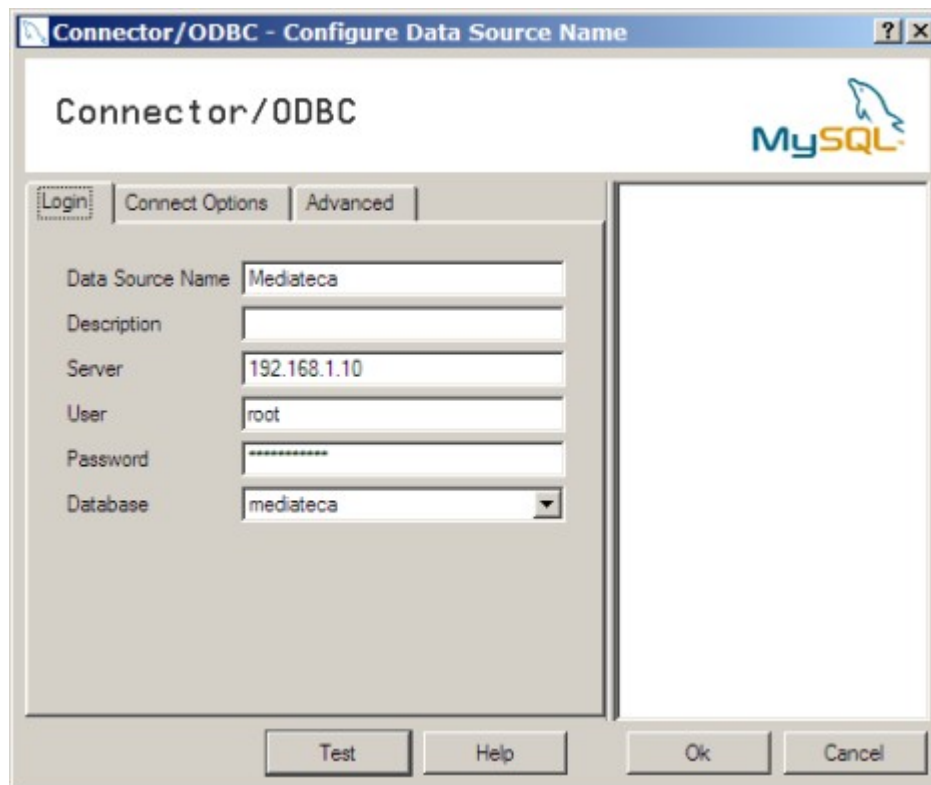 Connector/ODBC - Configure Data Source Name
Connector/ODBC
MySQL
Login Connect Options Advanced
Data Source Name Mediateca
Description
Server 192.168.1.10
User root
Password ***********
Database mediateca
Test Help Ok Cancel